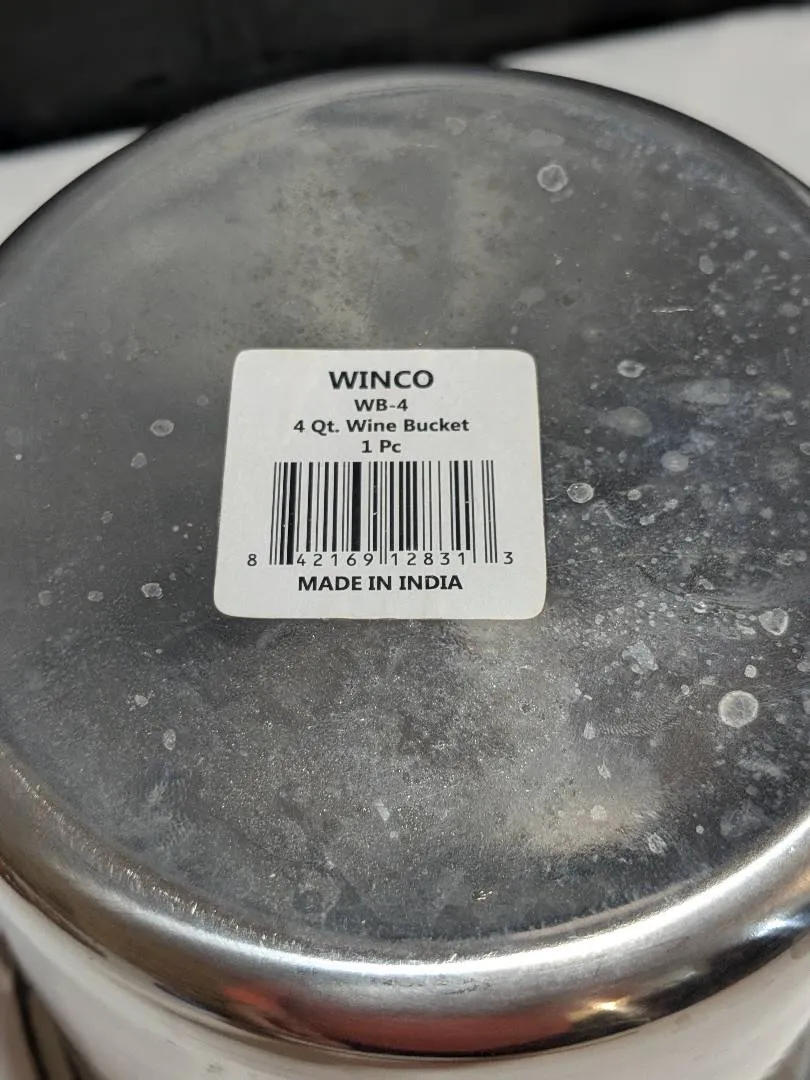 WINCO
WB-4
4 Qt. Wine Bucket
1 Pc
8 42169 12831 3
MADE IN INDIA